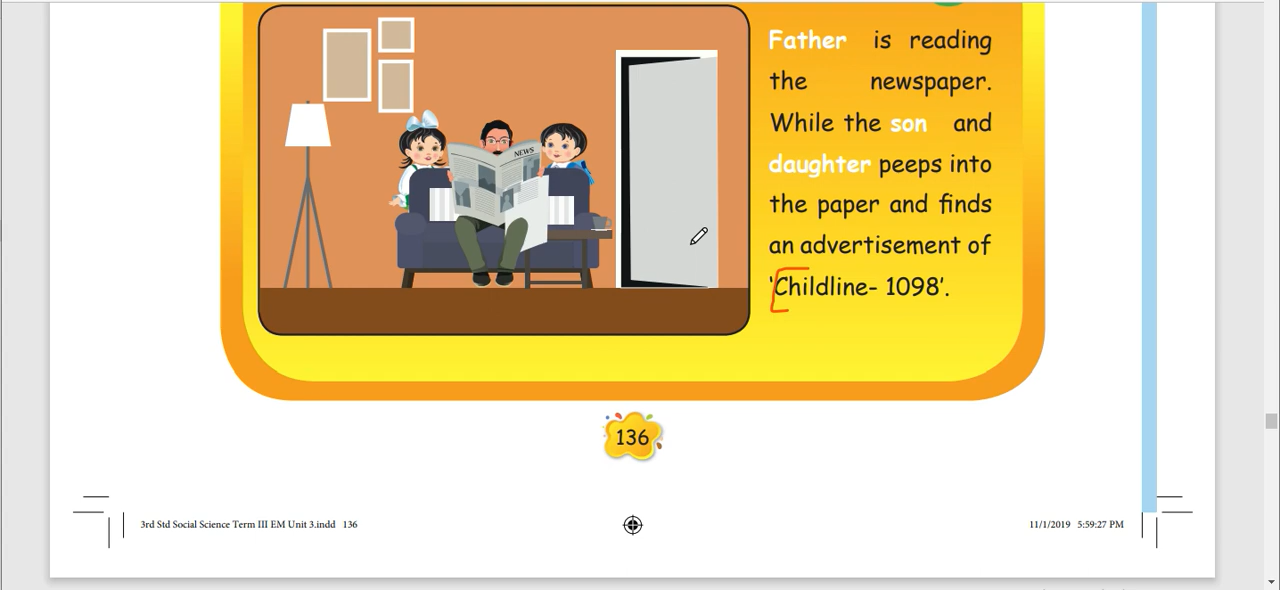 Father is reading
the newspaper.
While the son and
daughter peeps into
the paper and finds
an advertisement of
'Childline- 1098'.
NEWS
136
3rd Std Social Science Term III EM Unit 3.indd 136
11/1/2019 5:59:27 PM